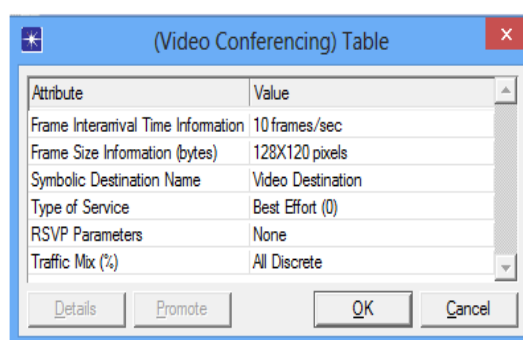 (Video Conferencing) Table
x
Attribute Value
Frame Interarrival Time Information 10 frames/sec
Frame Size Information (bytes) 128X120 pixels
Symbolic Destination Name Video Destination
Type of Service Best Effort (0)
RSVP Parameters None
Traffic Mix (%) All Discrete
Details Promote OK Cancel